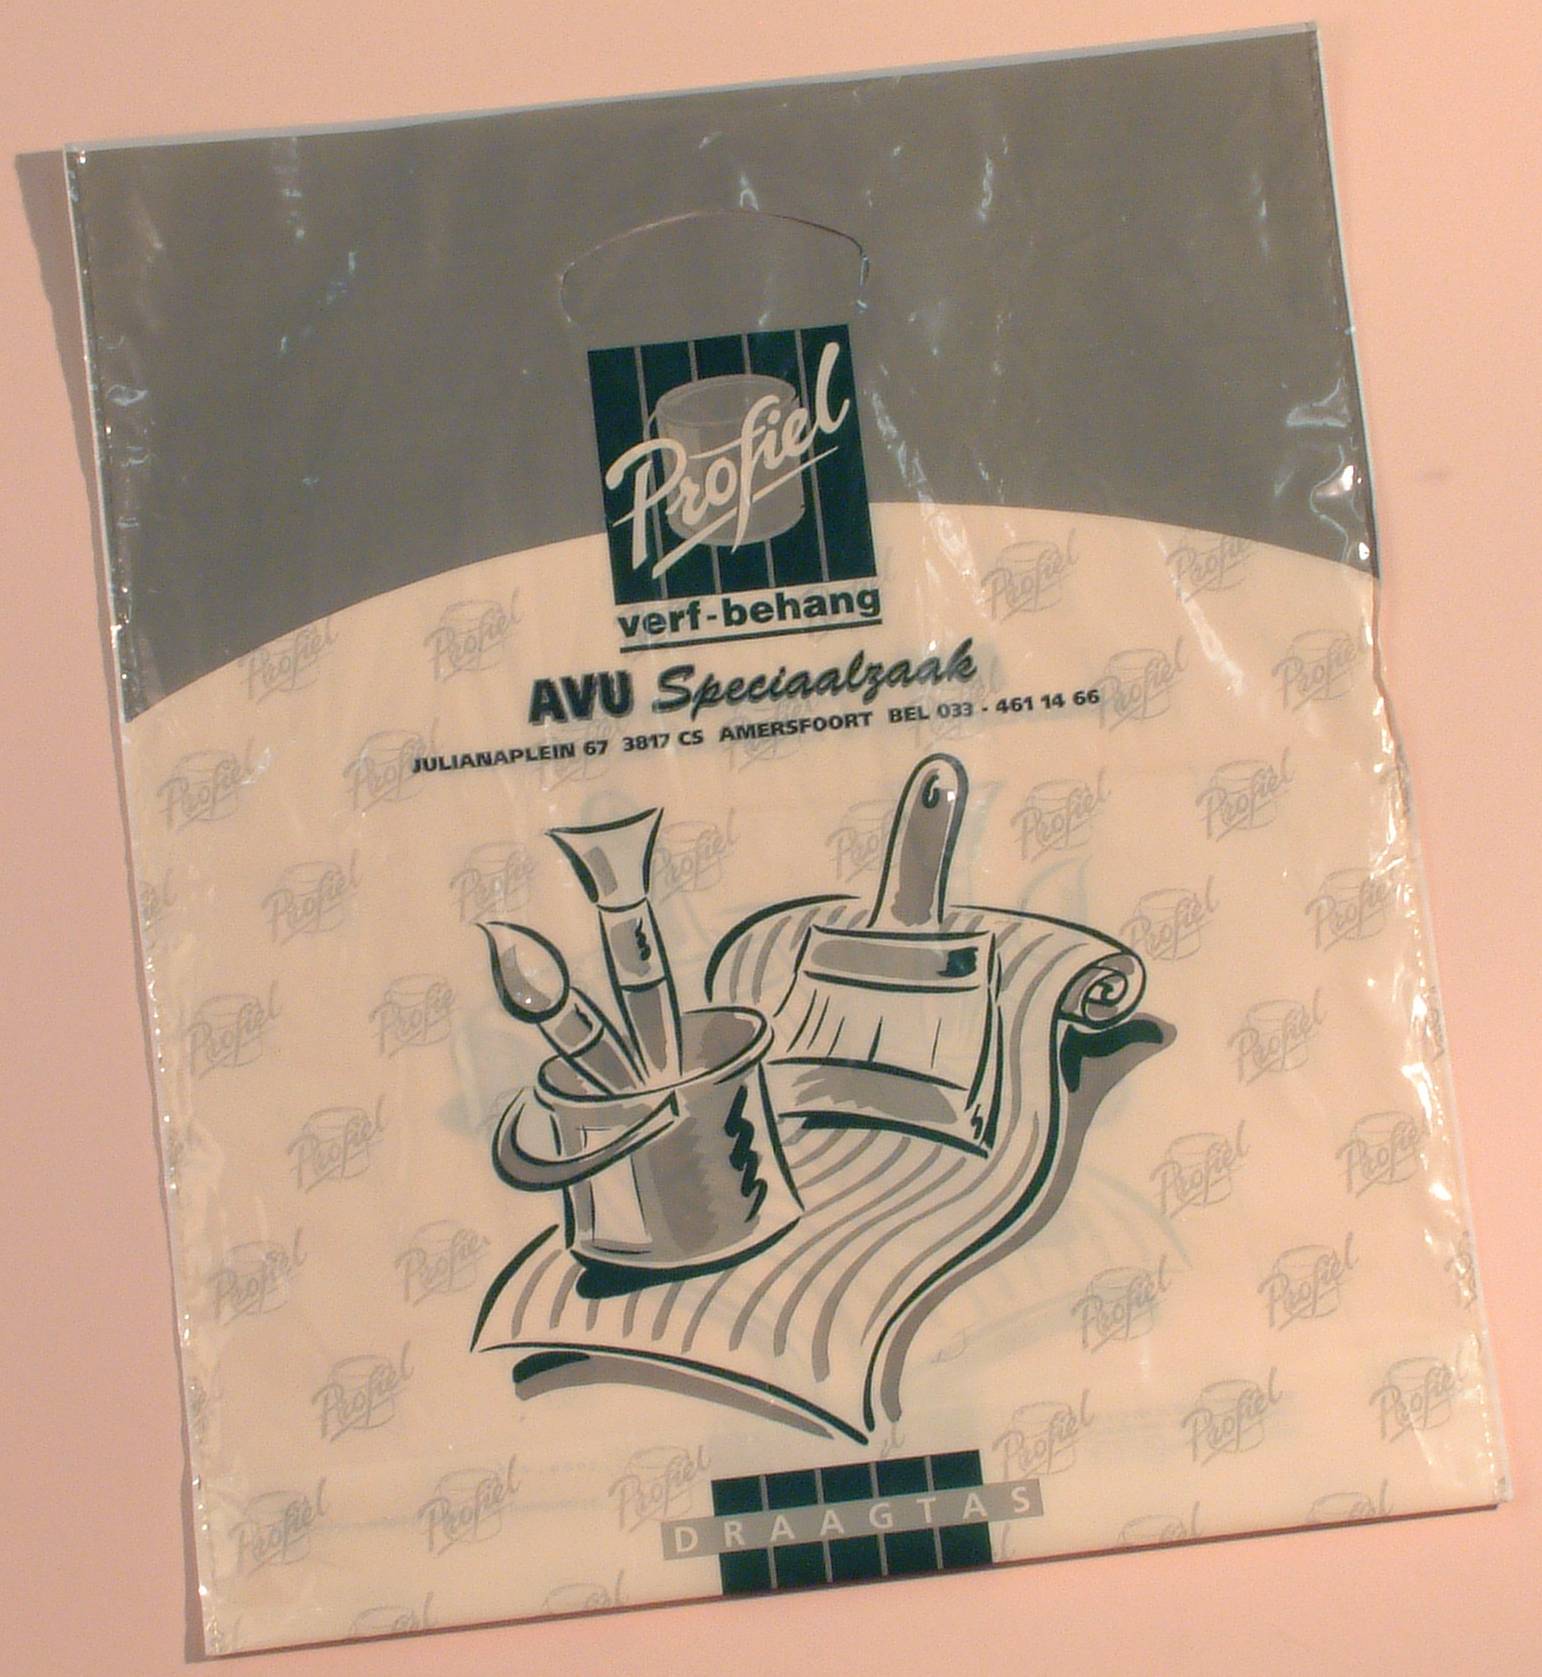 Profiel
verf-behang
AVU Speciaalzaak
JULIANAPLEIN 67 3817 CS AMERSFOORT BEL 033 - 461 14 66
DRAAGTAS